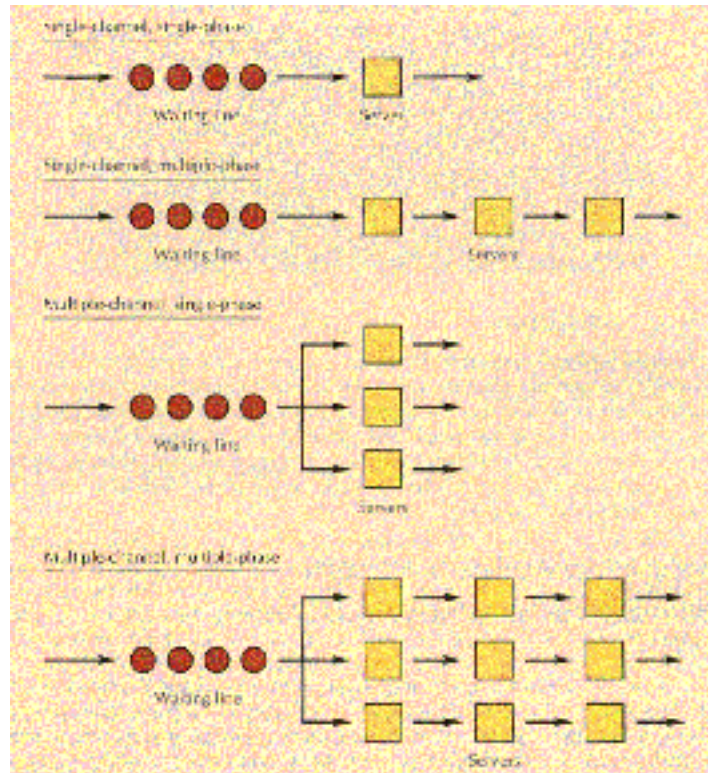 Single-channel, single-phase
Waiting line
Server
Single-channel, multiple-phase
Waiting line
Servers
Multiple-channel, single-phase
Waiting line
Servers
Multiple-channel, multiple-phase
Waiting line
Servers